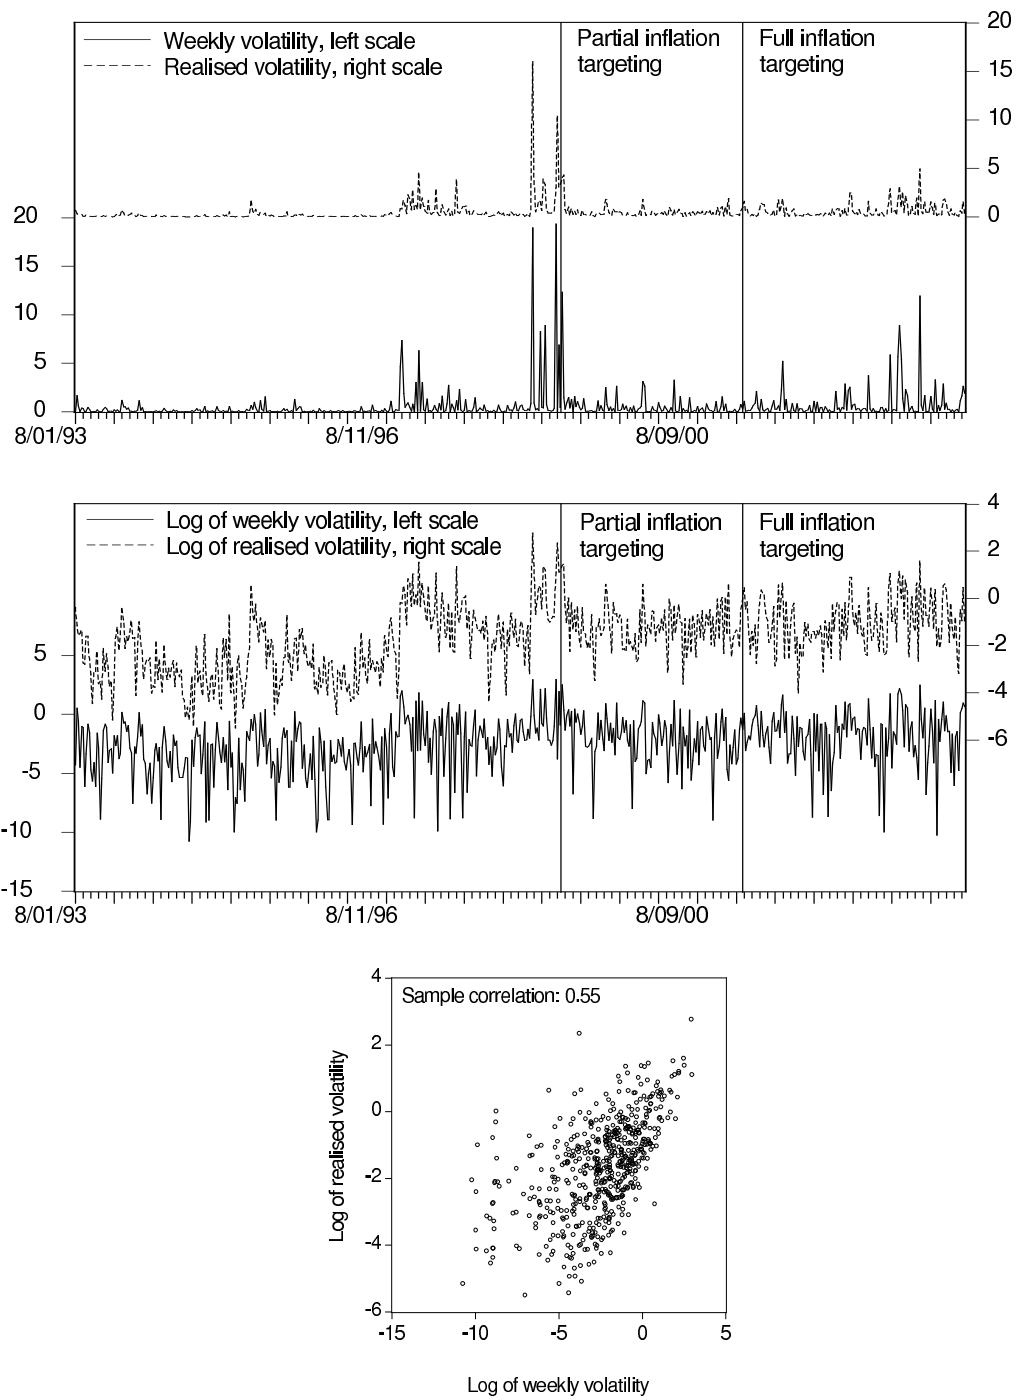 20
Weekly volatility, left scale
Partial inflation
Full inflation
Realised volatility, right scale
targeting
targeting
15
10
5
20
0
15
10
5
0
8/01/93
8/11/96
8/09/00
4
Log of weekly volatility, left scale
Partial inflation
Full inflation
Log of realised volatility, right scale
targeting
targeting
2
0
-2
5
-4
0
-6
-5
-10
-15
8/01/93
8/11/96
8/09/00
4
Sample correlation: 0.55
2
0
-2
-4
-6
Log of realised volatility
-15
-10
-5
0
5
Log of weekly volatility